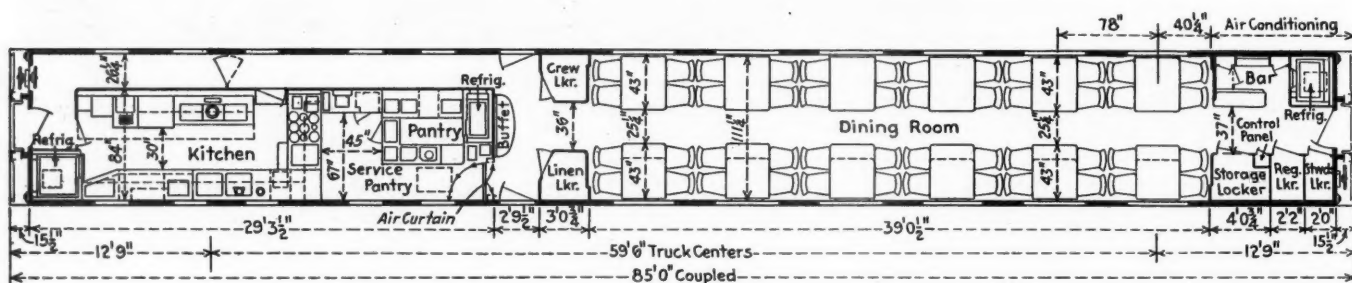 78" 40¼" Air Conditioning
26¼"
Refrig.
Crew Lkr.
43"
43"
Bar
Refrig.
Buffet
Pantry
45"
36"
25¼"
111¼"
Dining Room
25¼"
37"
Control Panel
Refrig.
84"
30"
Kitchen
67"
Service Pantry
Linen Lkr.
43"
43"
Storage Locker
Reg. Lkr.
Stwds. Lkr.
Air Curtain
15½"
29'3½"
2'9½"
3'0¾"
39'0½"
4'0¾"
2'2"
20"
15½"
12'9"
59'6" Truck Centers
12'9"
85'0" Coupled